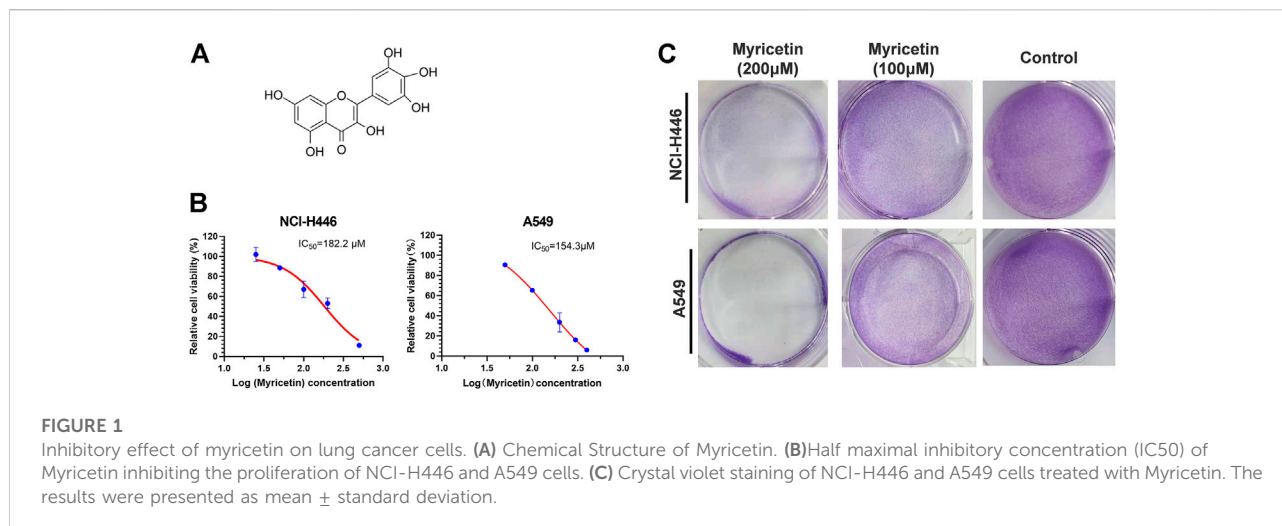 A
OH
OH
HO
O
OH
OH
OH
O
B
NCI-H446
IC50=182.2 μM
Relative cell viability (%)
120
100
80
60
40
20
0
1.0
1.5
2.0
2.5
3.0
Log (Myricetin) concentration
A549
IC50=154.3μM
Relative cell viability (%)
120
100
80
60
40
20
0
1.0
1.5
2.0
2.5
3.0
Log (Myricetin) concentration
C
Myricetin
(200μM)
Myricetin
(100μM)
Control
NCI-H446
A549
FIGURE 1
Inhibitory effect of myricetin on lung cancer cells. (A) Chemical Structure of Myricetin. (B)Half maximal inhibitory concentration (IC50) of
Myricetin inhibiting the proliferation of NCI-H446 and A549 cells. (C) Crystal violet staining of NCI-H446 and A549 cells treated with Myricetin. The
results were presented as mean ± standard deviation.